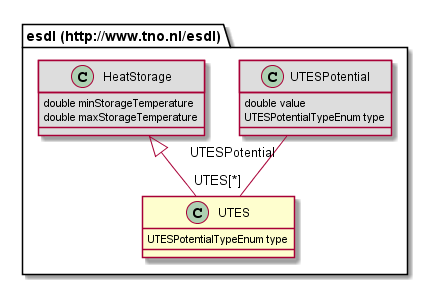 esdl (http://www.tno.nl/esdl)
C HeatStorage
double minStorageTemperature
double maxStorageTemperature
C UTESPotential
double value
UTESPotentialTypeEnum type
UTESPotential
UTES[*]
C UTES
UTESPotentialTypeEnum type